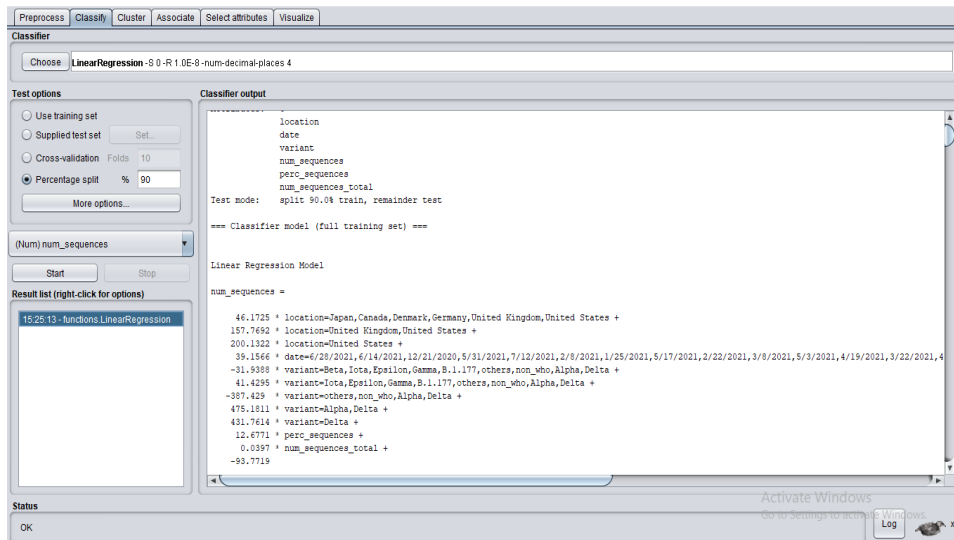 Preprocess Classify Cluster Associate Select attributes Visualize
Classifier
Choose LinearRegression -S 0 -R 1.0E-8 -num-decimal-places 4
Test options
Use training set
Supplied test set Set...
Cross-validation Folds 10
Percentage split % 90
More options...
(Num) num_sequences
Start Stop
Result list (right-click for options)
15:25:13 - functions.LinearRegression
Classifier output
location
date
variant
num_sequences
perc_sequences
num_sequences_total
Test mode: split 90.0% train, remainder test
=== Classifier model (full training set) ===
Linear Regression Model
num_sequences =
46.1725 * location=Japan,Canada,Denmark,Germany,United Kingdom,United States +
157.7692 * location=United Kingdom,United States +
200.1322 * location=United States +
39.1566 * date=6/28/2021,6/14/2021,12/21/2020,5/31/2021,7/12/2021,2/8/2021,1/25/2021,5/17/2021,2/22/2021,3/8/2021,5/3/2021,4/19/2021,3/22/2021,4
-31.9388 * variant=Beta,Iota,Epsilon,Gamma,B.1.177,others,non_who,Alpha,Delta +
41.4295 * variant=Iota,Epsilon,Gamma,B.1.177,others,non_who,Alpha,Delta +
-387.429 * variant=others,non_who,Alpha,Delta +
475.1811 * variant=Alpha,Delta +
431.7614 * variant=Delta +
12.6771 * perc_sequences +
0.0397 * num_sequences_total +
-93.7719
Activate Windows
Go to Settings to activate Windows.
Status
OK
Log
x